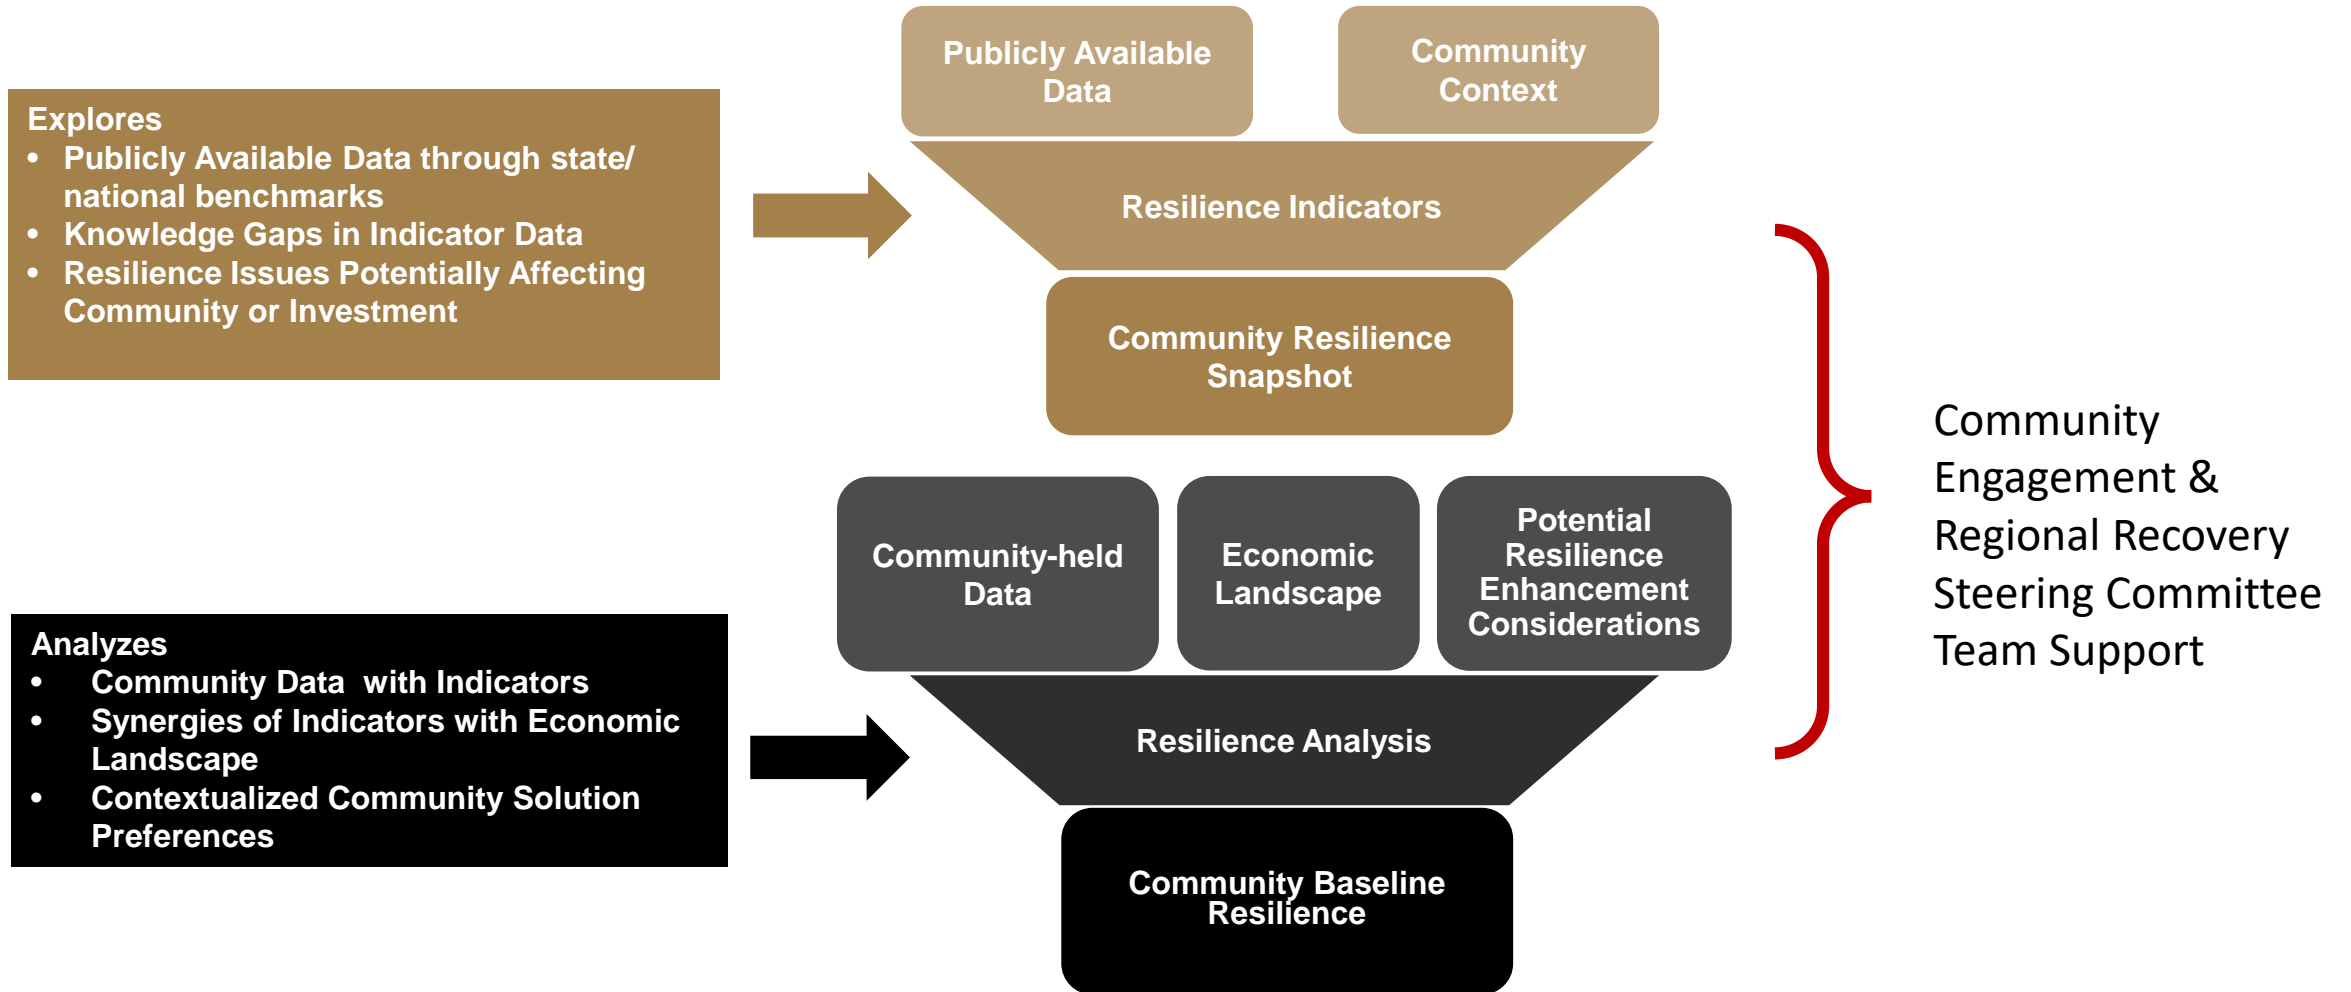 Publicly Available
Data
Community
Context
Explores
• Publicly Available Data through state/
national benchmarks
• Knowledge Gaps in Indicator Data
• Resilience Issues Potentially Affecting
Community or Investment
Resilience Indicators
Community Resilience
Snapshot
Community-held
Data
Economic
Landscape
Potential
Resilience
Enhancement
Considerations
Analyzes
• Community Data  with Indicators
• Synergies of Indicators with Economic
Landscape
• Contextualized Community Solution
Preferences
Resilience Analysis
Community Baseline
Resilience
Community
Engagement &
Regional Recovery
Steering Committee
Team Support